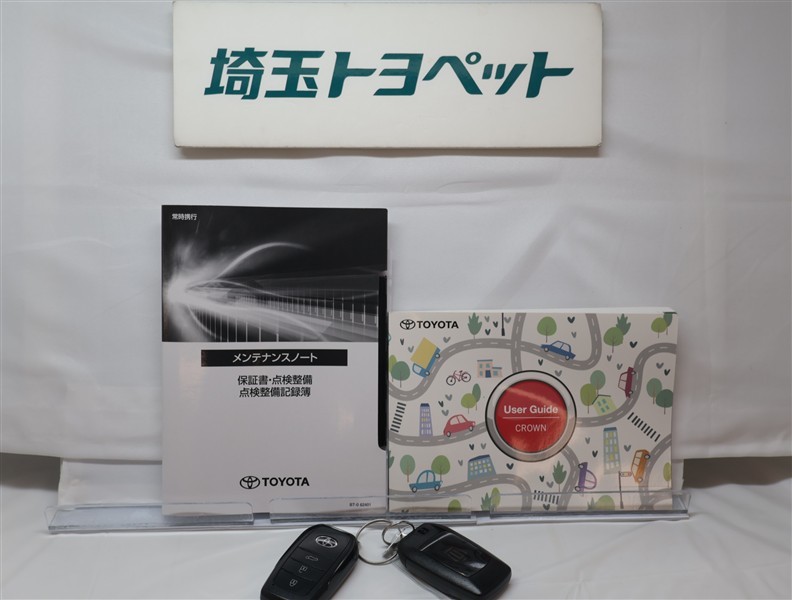 埼玉トヨペット
常時携行
メンテナンスノート
保証書・点検整備
点検整備記録簿
TOYOTA
TOYOTA
User Guide
CROWN